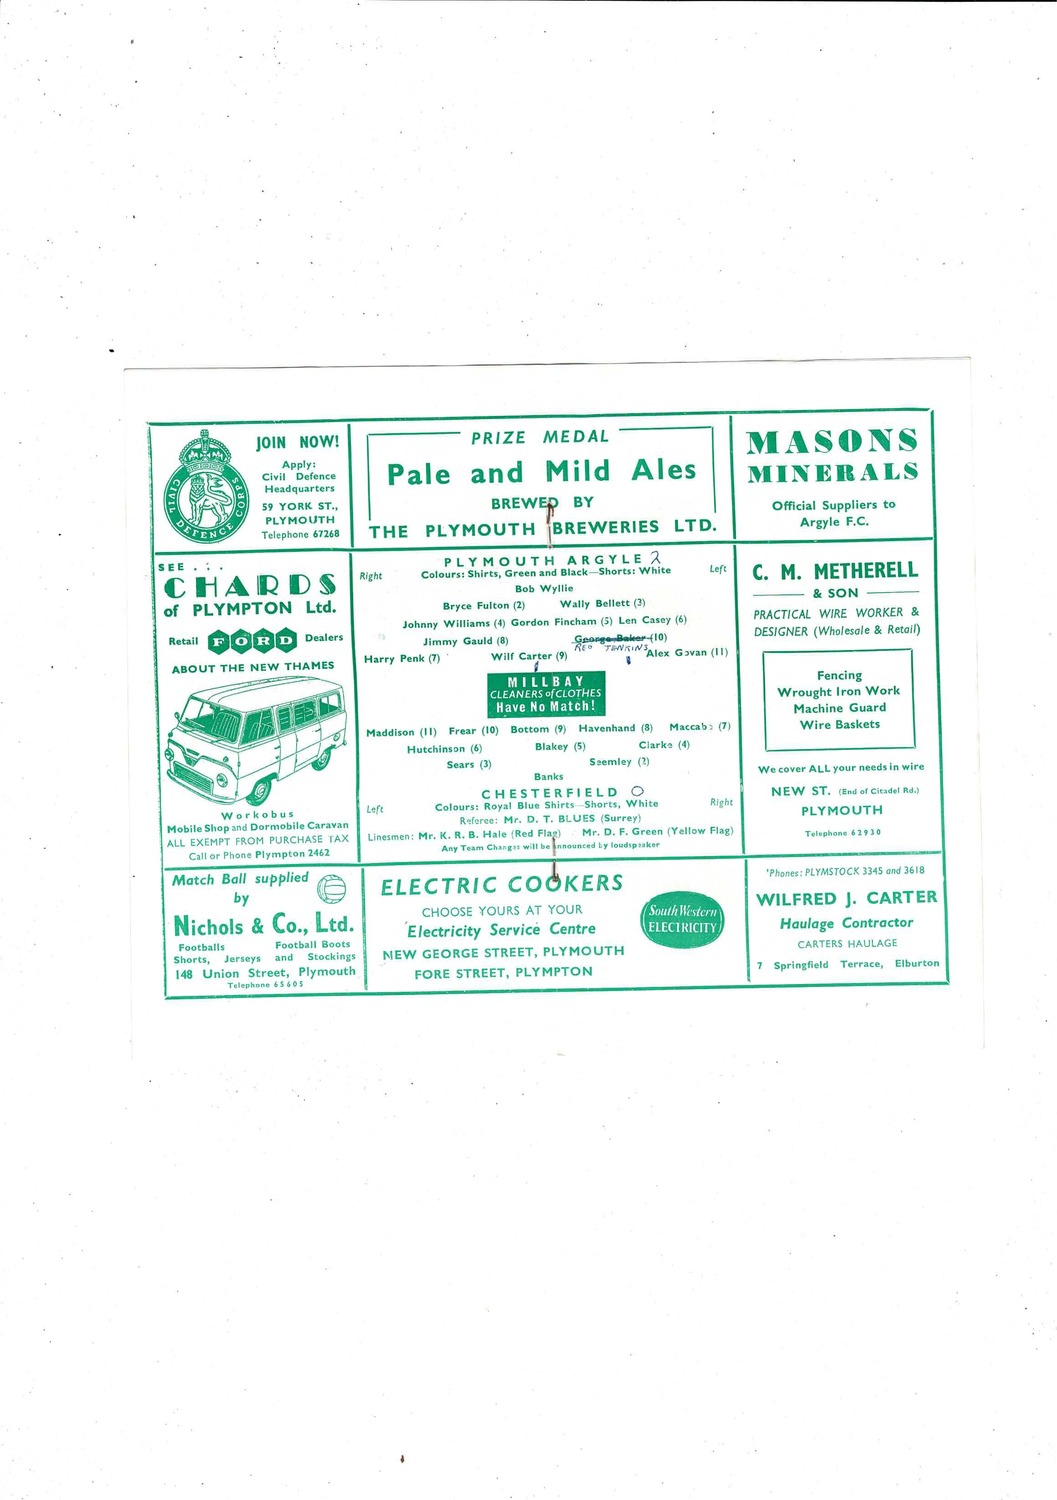 CIVIL DEFENCE CORPS
JOIN NOW!
Apply:
Civil Defence
Headquarters
59 YORK ST.,
PLYMOUTH
Telephone 67268
PRIZE MEDAL
Pale and Mild Ales
BREWED BY
THE PLYMOUTH BREWERIES LTD.
MASONS
MINERALS
Official Suppliers to
Argyle F.C.
SEE . . .
CHARDS
of PLYMPTON Ltd.
Retail FORD Dealers
ABOUT THE NEW THAMES
Workobus
Mobile Shop and Dormobile Caravan
ALL EXEMPT FROM PURCHASE TAX
Call or Phone Plympton 2462
PLYMOUTH ARGYLE 2
Right Colours: Shirts, Green and Black—Shorts: White Left
Bob Wyllie
Bryce Fulton (2) Wally Bellett (3)
Johnny Williams (4) Gordon Fincham (5) Len Casey (6)
Jimmy Gauld (8) George Baker (10)
REG JENKINS
Harry Penk (7) Wilf Carter (9) Alex Govan (11)
MILLBAY
CLEANERS of CLOTHES
Have No Match!
Maddison (11) Frear (10) Bottom (9) Havenhand (8) Maccabe (7)
Hutchinson (6) Blakey (5) Clarke (4)
Sears (3) Seemley (2)
Banks
CHESTERFIELD O
Left Colours: Royal Blue Shirts—Shorts, White Right
Referee: Mr. D. T. BLUES (Surrey)
Linesmen: Mr. K. R. B. Hale (Red Flag) Mr. D. F. Green (Yellow Flag)
Any Team Changes will be announced by loudspeaker
C. M. METHERELL
& SON
PRACTICAL WIRE WORKER &
DESIGNER (Wholesale & Retail)
Fencing
Wrought Iron Work
Machine Guard
Wire Baskets
We cover ALL your needs in wire
NEW ST. (End of Citadel Rd.)
PLYMOUTH
Telephone 62930
Match Ball supplied
by
Nichols & Co., Ltd.
Footballs Football Boots
Shorts, Jerseys and Stockings
148 Union Street, Plymouth
Telephone 65605
ELECTRIC COOKERS
CHOOSE YOURS AT YOUR
Electricity Service Centre
NEW GEORGE STREET, PLYMOUTH
FORE STREET, PLYMPTON
South Western
ELECTRICITY
'Phones: PLYMSTOCK 3345 and 3618
WILFRED J. CARTER
Haulage Contractor
CARTERS HAULAGE
7 Springfield Terrace, Elburton